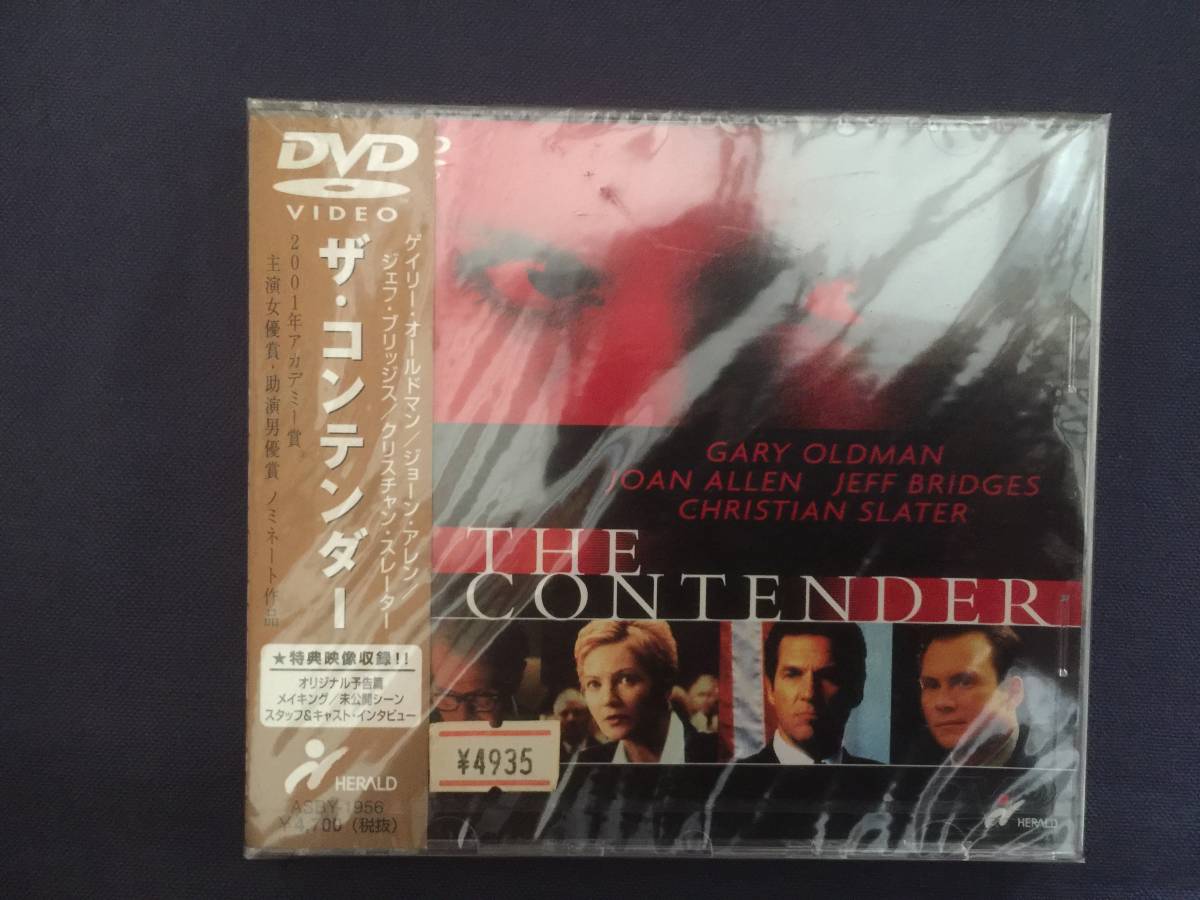 DVD
VIDEO
ゲイリー・オールドマン/ジョーン・アレン/
ジェフ・ブリッジス/クリスチャン・スレーター
ザ・コンテンダー
2001年アカデミー賞
主演女優賞・助演男優賞 ノミネート作品
★特典映像収録!!
オリジナル予告篇
メイキング/未公開シーン
スタッフ&キャスト・インタビュー
HERALD
ASBY-1956
¥4,700(税抜)
GARY OLDMAN
JOAN ALLEN JEFF BRIDGES
CHRISTIAN SLATER
THE
CONTENDER
¥4935
HERALD